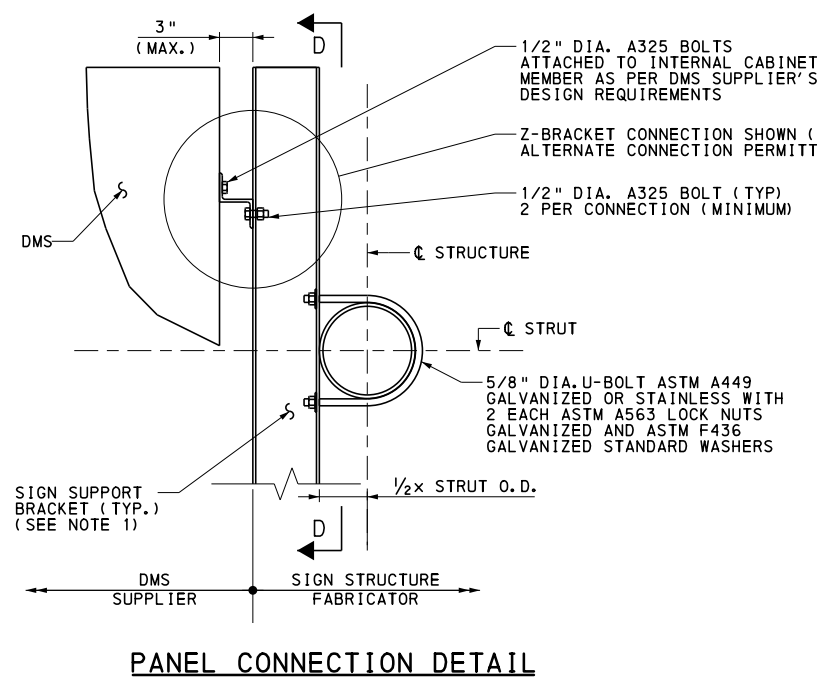 3"
(MAX.)
D
1/2" DIA. A325 BOLTS
ATTACHED TO INTERNAL CABINET
MEMBER AS PER DMS SUPPLIER'S
DESIGN REQUIREMENTS
Z-BRACKET CONNECTION SHOWN (
ALTERNATE CONNECTION PERMITT
1/2" DIA. A325 BOLT (TYP)
2 PER CONNECTION (MINIMUM)
DMS
℄ STRUCTURE
℄ STRUT
5/8" DIA.U-BOLT ASTM A449
GALVANIZED OR STAINLESS WITH
2 EACH ASTM A563 LOCK NUTS
GALVANIZED AND ASTM F436
GALVANIZED STANDARD WASHERS
SIGN SUPPORT
BRACKET (TYP.)
(SEE NOTE 1)
1/2x STRUT O.D.
D
DMS
SUPPLIER
SIGN STRUCTURE
FABRICATOR
PANEL CONNECTION DETAIL